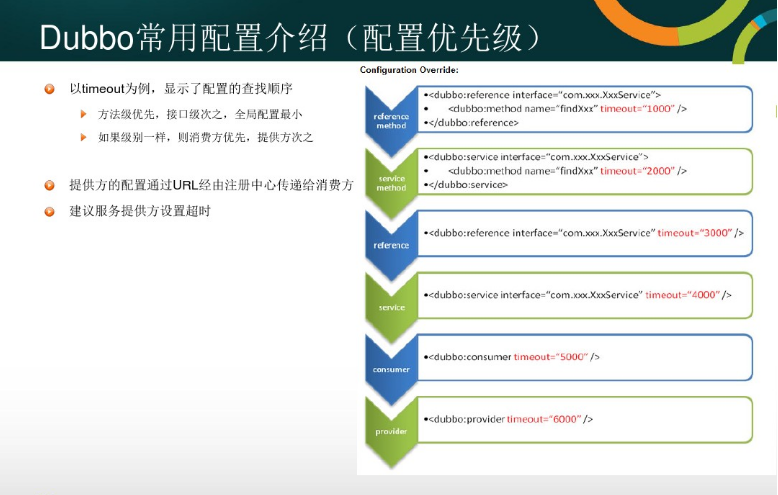 Dubbo常用配置介绍（配置优先级）
以timeout为例，显示了配置的查找顺序
方法级优先，接口级次之，全局配置最小
如果级别一样，则消费方优先，提供方次之
提供方的配置通过URL经由注册中心传递给消费方
建议服务提供方设置超时
Configuration Override:
reference
method
•<dubbo:reference interface="com.xxx.XxxService">
• <dubbo:method name="findXxx" timeout="1000" />
•</dubbo:reference>
service
method
•<dubbo:service interface="com.xxx.XxxService">
• <dubbo:method name="findXxx" timeout="2000" />
•</dubbo:service>
reference
•<dubbo:reference interface="com.xxx.XxxService" timeout="3000" />
service
•<dubbo:service interface="com.xxx.XxxService" timeout="4000" />
consumer
•<dubbo:consumer timeout="5000" />
provider
•<dubbo:provider timeout="6000" />